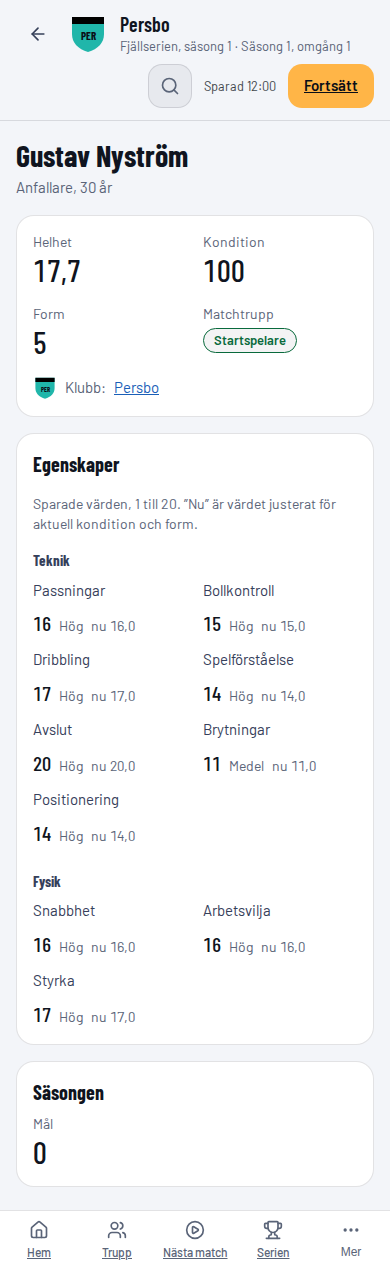 PER
Persbo
Fjällserien, säsong 1 · Säsong 1, omgång 1
Sparad 12:00
Fortsätt
Gustav Nyström
Anfallare, 30 år
Helhet
17,7
Kondition
100
Form
5
Matchtrupp
Startspelare
PER
Klubb: Persbo
Egenskaper
Sparade värden, 1 till 20. ”Nu” är värdet justerat för
aktuell kondition och form.
Teknik
Passningar
16 Hög nu 16,0
Bollkontroll
15 Hög nu 15,0
Dribbling
17 Hög nu 17,0
Spelförståelse
14 Hög nu 14,0
Avslut
20 Hög nu 20,0
Brytningar
11 Medel nu 11,0
Positionering
14 Hög nu 14,0
Fysik
Snabbhet
16 Hög nu 16,0
Arbetsvilja
16 Hög nu 16,0
Styrka
17 Hög nu 17,0
Säsongen
Mål
0
Hem
Trupp
Nästa match
Serien
Mer